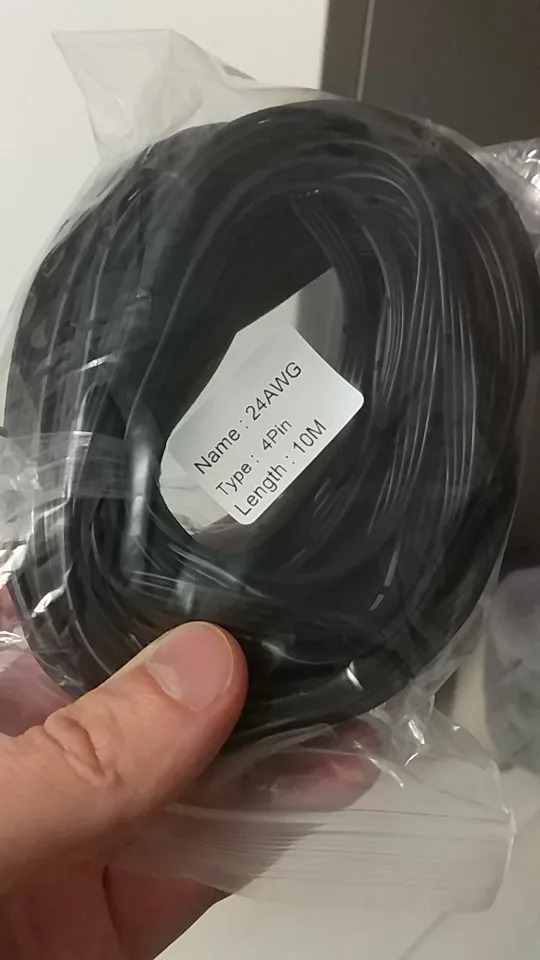 Name : 24AWG
Type : 4Pin
Length : 10M